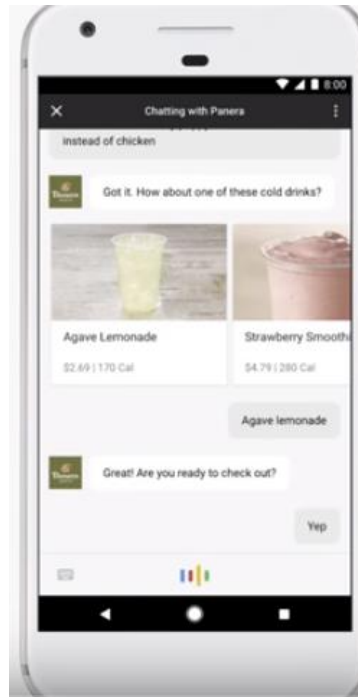 8:00
Chatting with Panera
instead of chicken
Got it. How about one of these cold drinks?
Agave Lemonade
$2.69 | 170 Cal
Strawberry Smooth
$4.79 | 280 Cal
Agave lemonade
Great! Are you ready to check out?
Yep